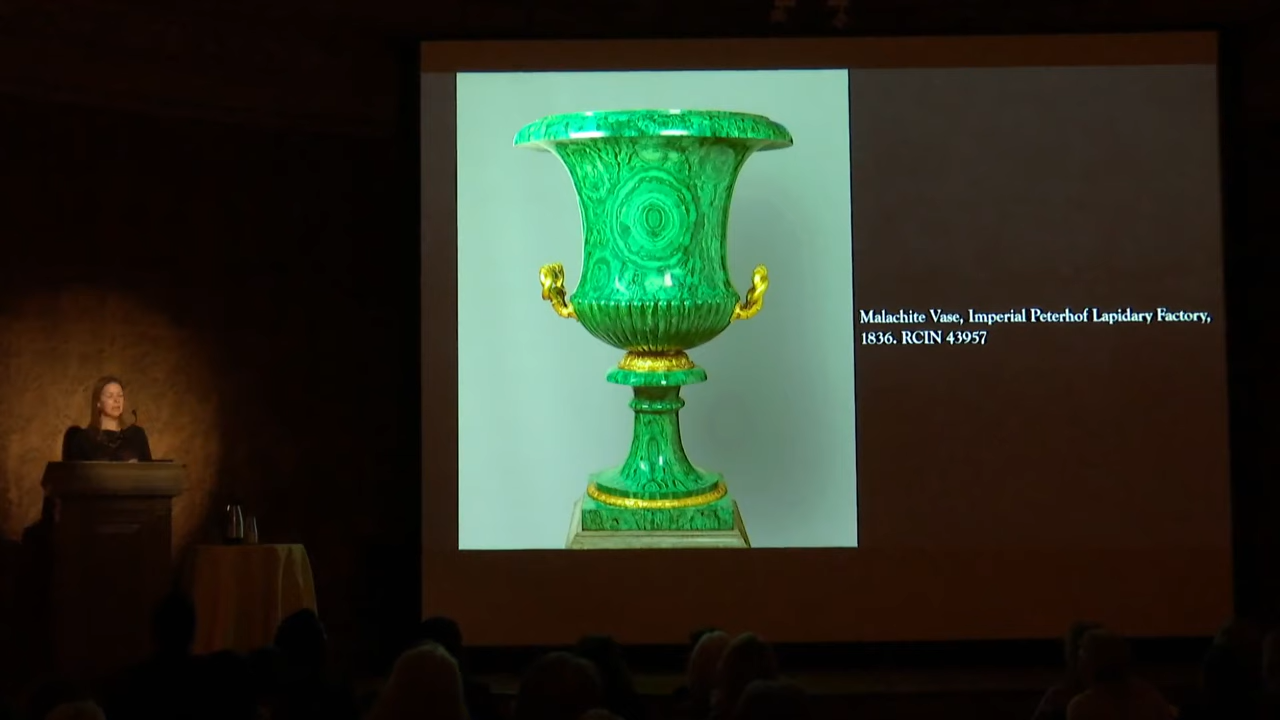 Malachite Vase, Imperial Peterhof Lapidary Factory,
1836. RCIN 43957